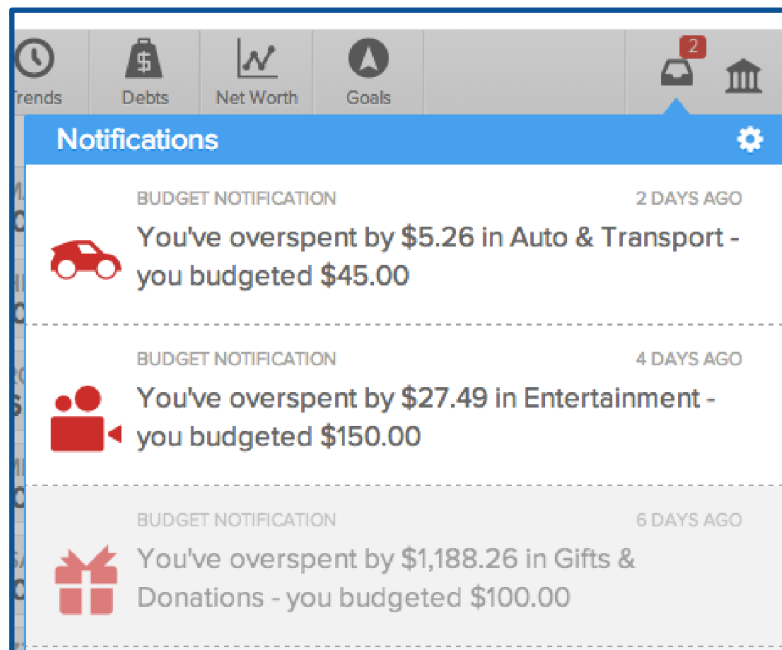 2
Trends Debts Net Worth Goals
Notifications
BUDGET NOTIFICATION 2 DAYS AGO
You've overspent by $5.26 in Auto & Transport -
you budgeted $45.00
BUDGET NOTIFICATION 4 DAYS AGO
You've overspent by $27.49 in Entertainment -
you budgeted $150.00
BUDGET NOTIFICATION 6 DAYS AGO
You've overspent by $1,188.26 in Gifts &
Donations - you budgeted $100.00